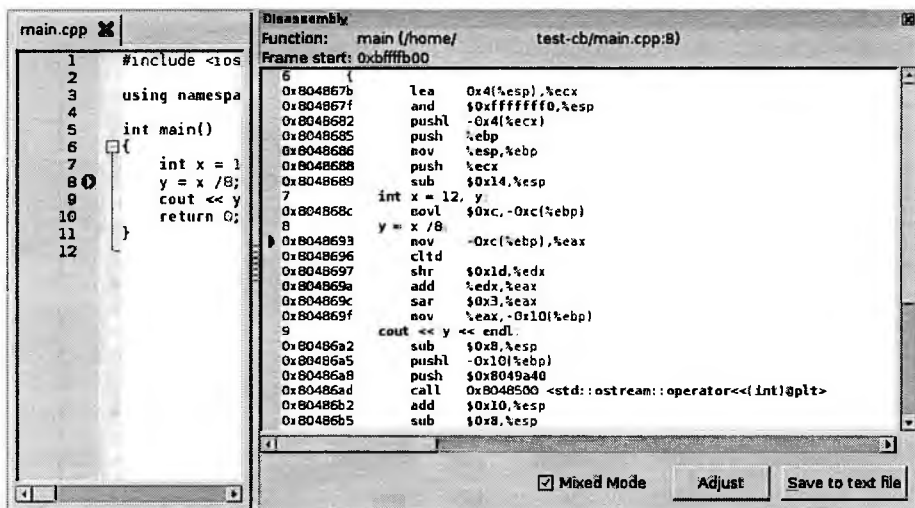 main.cpp
1 #include <ios
2
3 using namespa
4
5 int main()
6 {
7 int x = 1
8 y = x /8;
9 cout << y
10 return 0;
11 }
12
Disassembly
Function: main (/home/ test-cb/main.cpp:8)
Frame start: 0xbffffb00
6 {
0x804867b lea 0x4(%esp),%ecx
0x804867f and $0xfffffff0,%esp
0x8048682 pushl -0x4(%ecx)
0x8048685 push %ebp
0x8048686 mov %esp,%ebp
0x8048688 push %ecx
0x8048689 sub $0x14,%esp
7 int x = 12, y;
0x804868c movl $0xc,-0xc(%ebp)
8 y = x /8;
0x8048693 mov -0xc(%ebp),%eax
0x8048696 cltd
0x8048697 shr $0x1d,%edx
0x804869a add %edx,%eax
0x804869c sar $0x3,%eax
0x804869f mov %eax,-0x10(%ebp)
9 cout << y << endl;
0x80486a2 sub $0x8,%esp
0x80486a5 pushl -0x10(%ebp)
0x80486a8 push $0x8049a40
0x80486ad call 0x8048500 <std::ostream::operator<<(int)@plt>
0x80486b2 add $0x10,%esp
0x80486b5 sub $0x8,%esp
Mixed Mode
Adjust
Save to text file